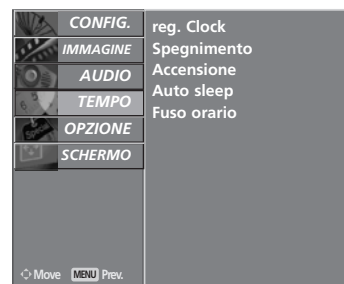 CONFIG.
IMMAGINE
AUDIO
TEMPO
OPZIONE
SCHERMO
reg. Clock
Spegnimento
Accensione
Auto sleep
Fuso orario
Move MENU Prev.